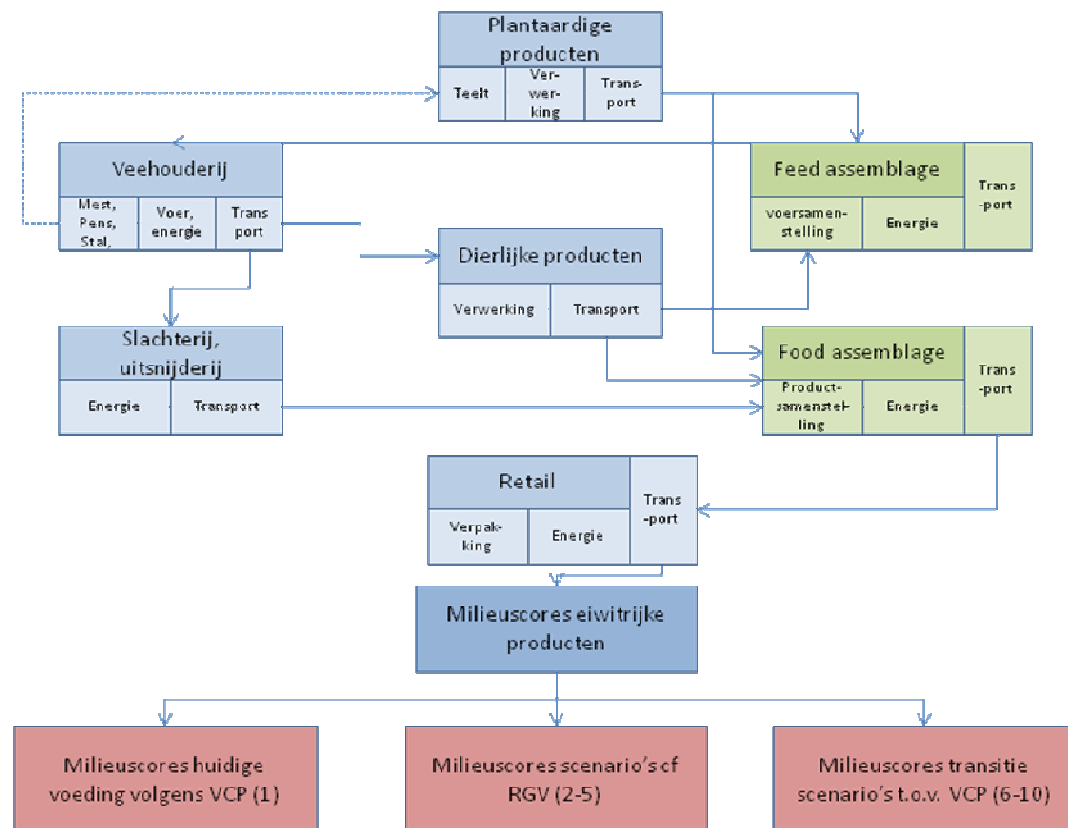 Plantaardige
producten
Teelt
Ver-
wer-
king
Trans-
port
Veehouderij
Mest,
Pens,
Stal,
Voer,
energie
Trans
port
Feed assemblage
voersamen-
stelling
Energie
Trans
-port
Dierlijke producten
Verwerking
Transport
Slachterij,
uitsnijderij
Energie
Transport
Food assemblage
Product-
samenstel-
ling
Energie
Trans
-port
Retail
Verpak-
king
Energie
Trans
-port
Milieuscores eiwitrijke
producten
Milieuscores huidige
voeding volgens VCP (1)
Milieuscores scenario's cf
RGV (2-5)
Milieuscores transitie
scenario's t.o.v. VCP (6-10)